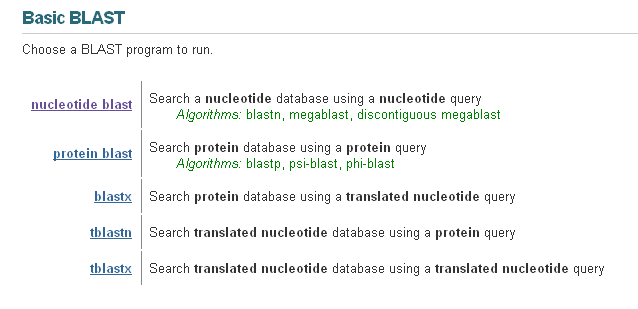 Basic BLAST
Choose a BLAST program to run.
nucleotide blast
Search a nucleotide database using a nucleotide query
Algorithms: blastn, megablast, discontiguous megablast
protein blast
Search protein database using a protein query
Algorithms: blastp, psi-blast, phi-blast
blastx
Search protein database using a translated nucleotide query
tblastn
Search translated nucleotide database using a protein query
tblastx
Search translated nucleotide database using a translated nucleotide query